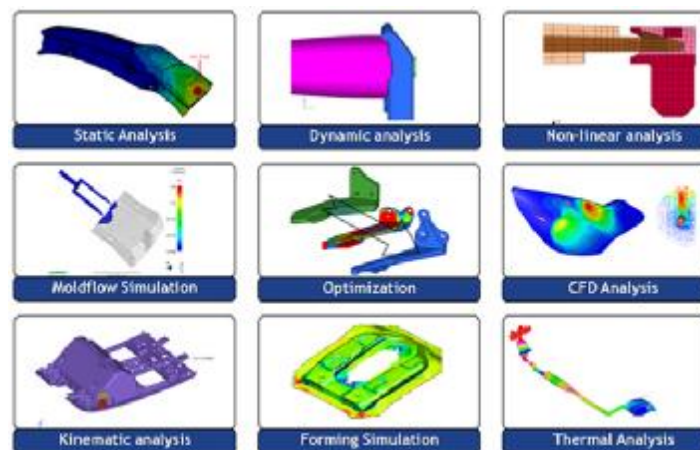 Static Analysis
Dynamic analysis
Non-linear analysis
Moldflow Simulation
Optimization
CFD Analysis
Kinematic analysis
Forming Simulation
Thermal Analysis